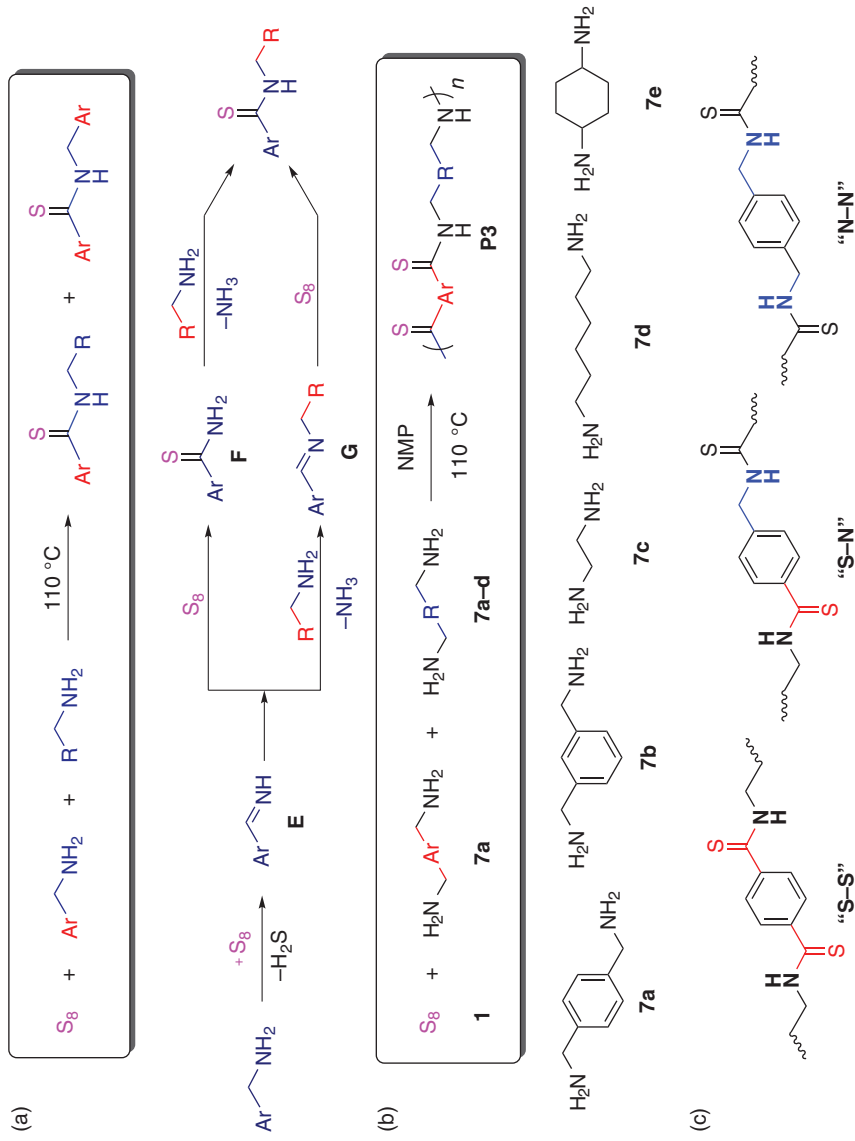 (a)
S8 + Ar NH2 + R NH2 110 °C Ar S N H R + Ar S N H Ar
Ar NH2 + S8 –H2S Ar NH E
S8 Ar S NH2 F R NH2 –NH3
R NH2 –NH3 Ar N R G S8
Ar S N H R
(b)
S8 + H2N Ar NH2 + H2N R NH2 NMP 110 °C ( S Ar S N H R N H ) n
1 7a 7a–d P3
H2N NH2 H2N NH2 H2N NH2 H2N NH2 H2N NH2
7a 7b 7c 7d 7e
(c)
N H S S N H N H S S N H S N H N H S
“S–S” “S–N” “N–N”